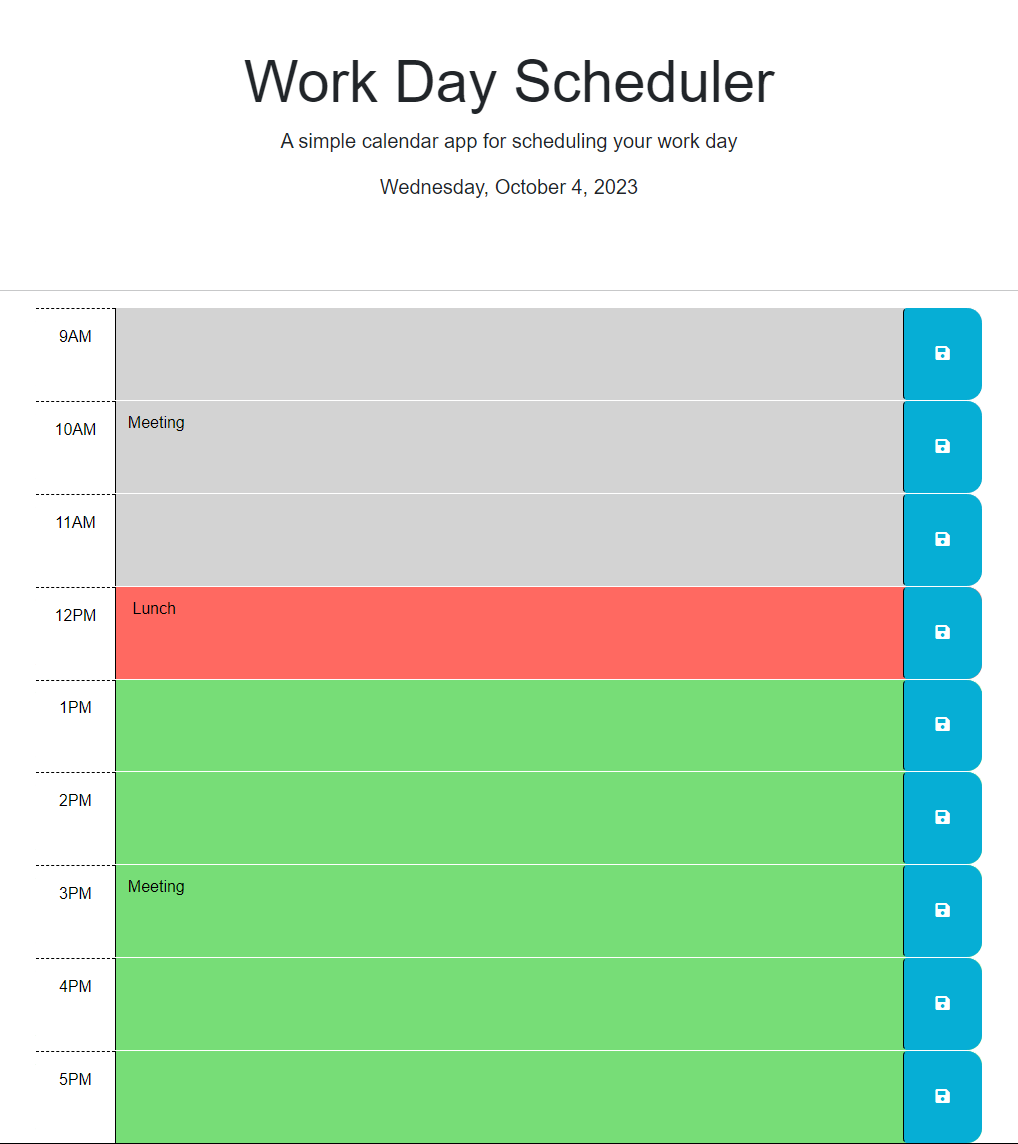 Work Day Scheduler
A simple calendar app for scheduling your work day
Wednesday, October 4, 2023
9AM
10AM Meeting
11AM
12PM Lunch
1PM
2PM
3PM Meeting
4PM
5PM